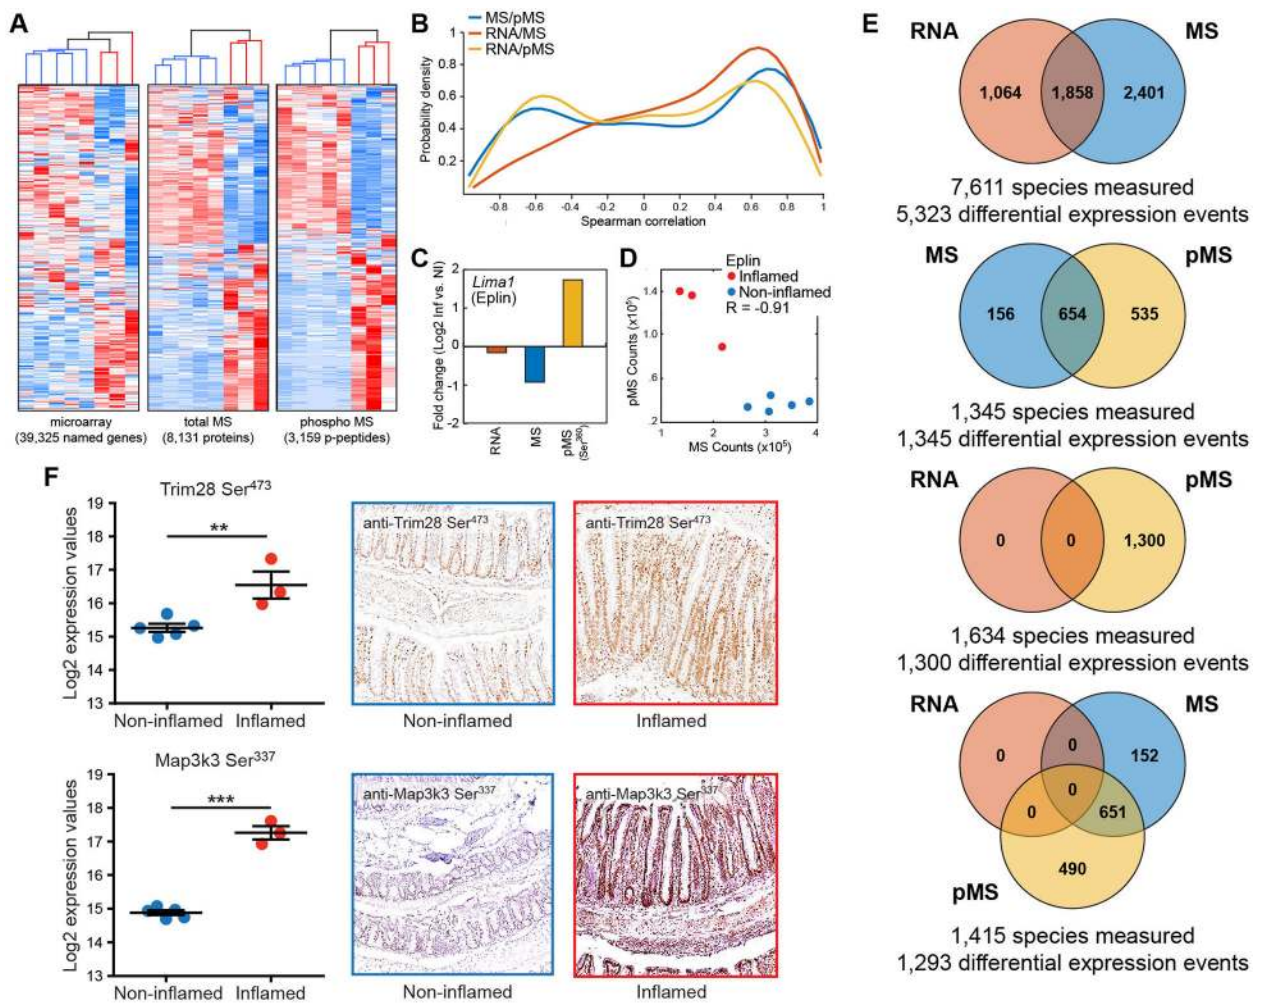 A
microarray
(39,325 named genes)
total MS
(8,131 proteins)
phospho MS
(3,159 p-peptides)
B
MS/pMS
RNA/MS
RNA/pMS
Probability density
1
0.8
0.6
0.4
0.2
-0.8 -0.6 -0.4 -0.2 0 0.2 0.4 0.6 0.8 1
Spearman correlation
C
Fold change (Log2 Inf vs. NI)
2
1
0
-1
-2
Lima1
(Eplin)
RNA
MS
pMS
(Ser³⁶⁰)
D
Eplin
Inflamed
Non-inflamed
R = -0.91
pMS Counts (x10⁵)
1.4
1.0
.6
.2
1 2 3 4
MS Counts (x10⁵)
E
RNA MS
1,064 1,858 2,401
7,611 species measured
5,323 differential expression events
MS pMS
156 654 535
1,345 species measured
1,345 differential expression events
RNA pMS
0 0 1,300
1,634 species measured
1,300 differential expression events
RNA MS
0 0 152
0
0 651
490
pMS
1,415 species measured
1,293 differential expression events
F
Trim28 Ser⁴⁷³
Log2 expression values
19
18
17
16
15
14
13
**
Non-inflamed Inflamed
anti-Trim28 Ser⁴⁷³
Non-inflamed
anti-Trim28 Ser⁴⁷³
Inflamed
Map3k3 Ser³³⁷
Log2 expression values
19
18
17
16
15
14
13
***
Non-inflamed Inflamed
anti-Map3k3 Ser³³⁷
Non-inflamed
anti-Map3k3 Ser³³⁷
Inflamed